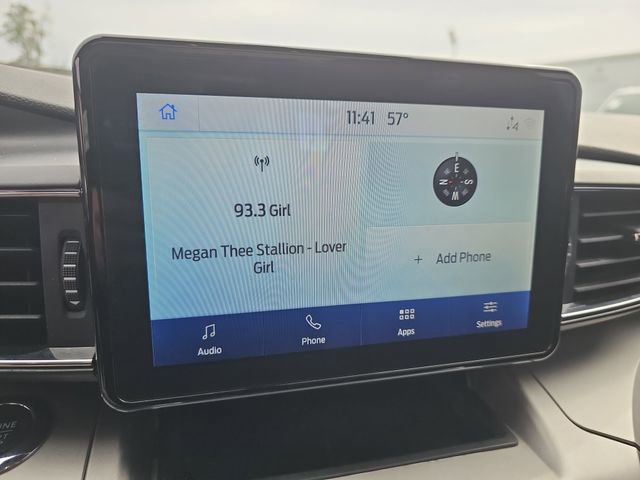 11:41 57°
93.3 Girl
Megan Thee Stallion - Lover
Girl
E
N S
W
+ Add Phone
Audio
Phone
Apps
Settings